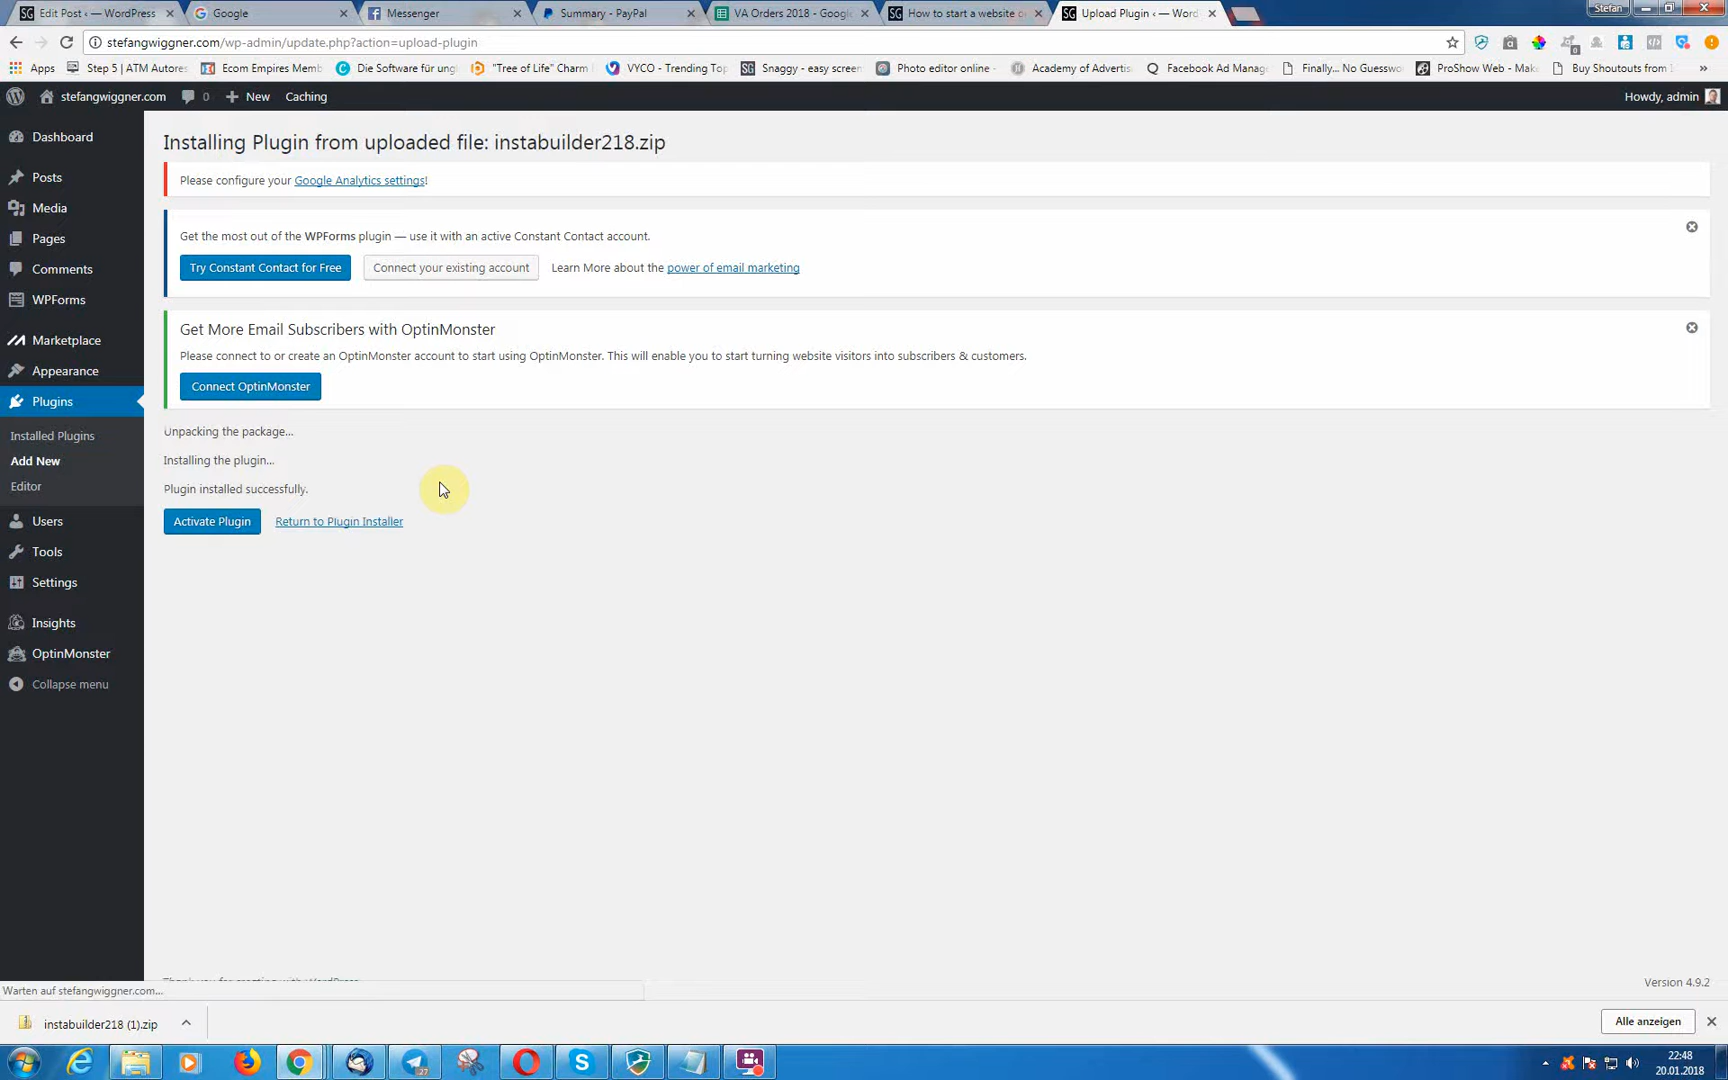 Edit Post ‹ — WordPress
Google
Messenger
Summary - PayPal
VA Orders 2018 - Google
How to start a website o
Upload Plugin ‹ — Word
Stefan
stefangwiggner.com/wp-admin/update.php?action=upload-plugin
Apps
Step 5 | ATM Autores
Ecom Empires Memb
Die Software für ung
"Tree of Life" Charm
VYCO - Trending Top
Snaggy - easy screen
Photo editor online -
Academy of Advertis
Facebook Ad Manag
Finally... No Guesswo
ProShow Web - Make
Buy Shoutouts from I
»
stefangwiggner.com
0
New
Caching
Howdy, admin
Dashboard
Posts
Media
Pages
Comments
WPForms
Marketplace
Appearance
Plugins
Installed Plugins
Add New
Editor
Users
Tools
Settings
Insights
OptinMonster
Collapse menu
Installing Plugin from uploaded file: instabuilder218.zip
Please configure your Google Analytics settings!
Get the most out of the WPForms plugin — use it with an active Constant Contact account.
Try Constant Contact for Free
Connect your existing account
Learn More about the power of email marketing
Get More Email Subscribers with OptinMonster
Please connect to or create an OptinMonster account to start using OptinMonster. This will enable you to start turning website visitors into subscribers & customers.
Connect OptinMonster
Unpacking the package...
Installing the plugin...
Plugin installed successfully.
Activate Plugin
Return to Plugin Installer
Thank you for creating with WordPress
Version 4.9.2
Warten auf stefangwiggner.com...
instabuilder218 (1).zip
Alle anzeigen
27
22:48
20.01.2018